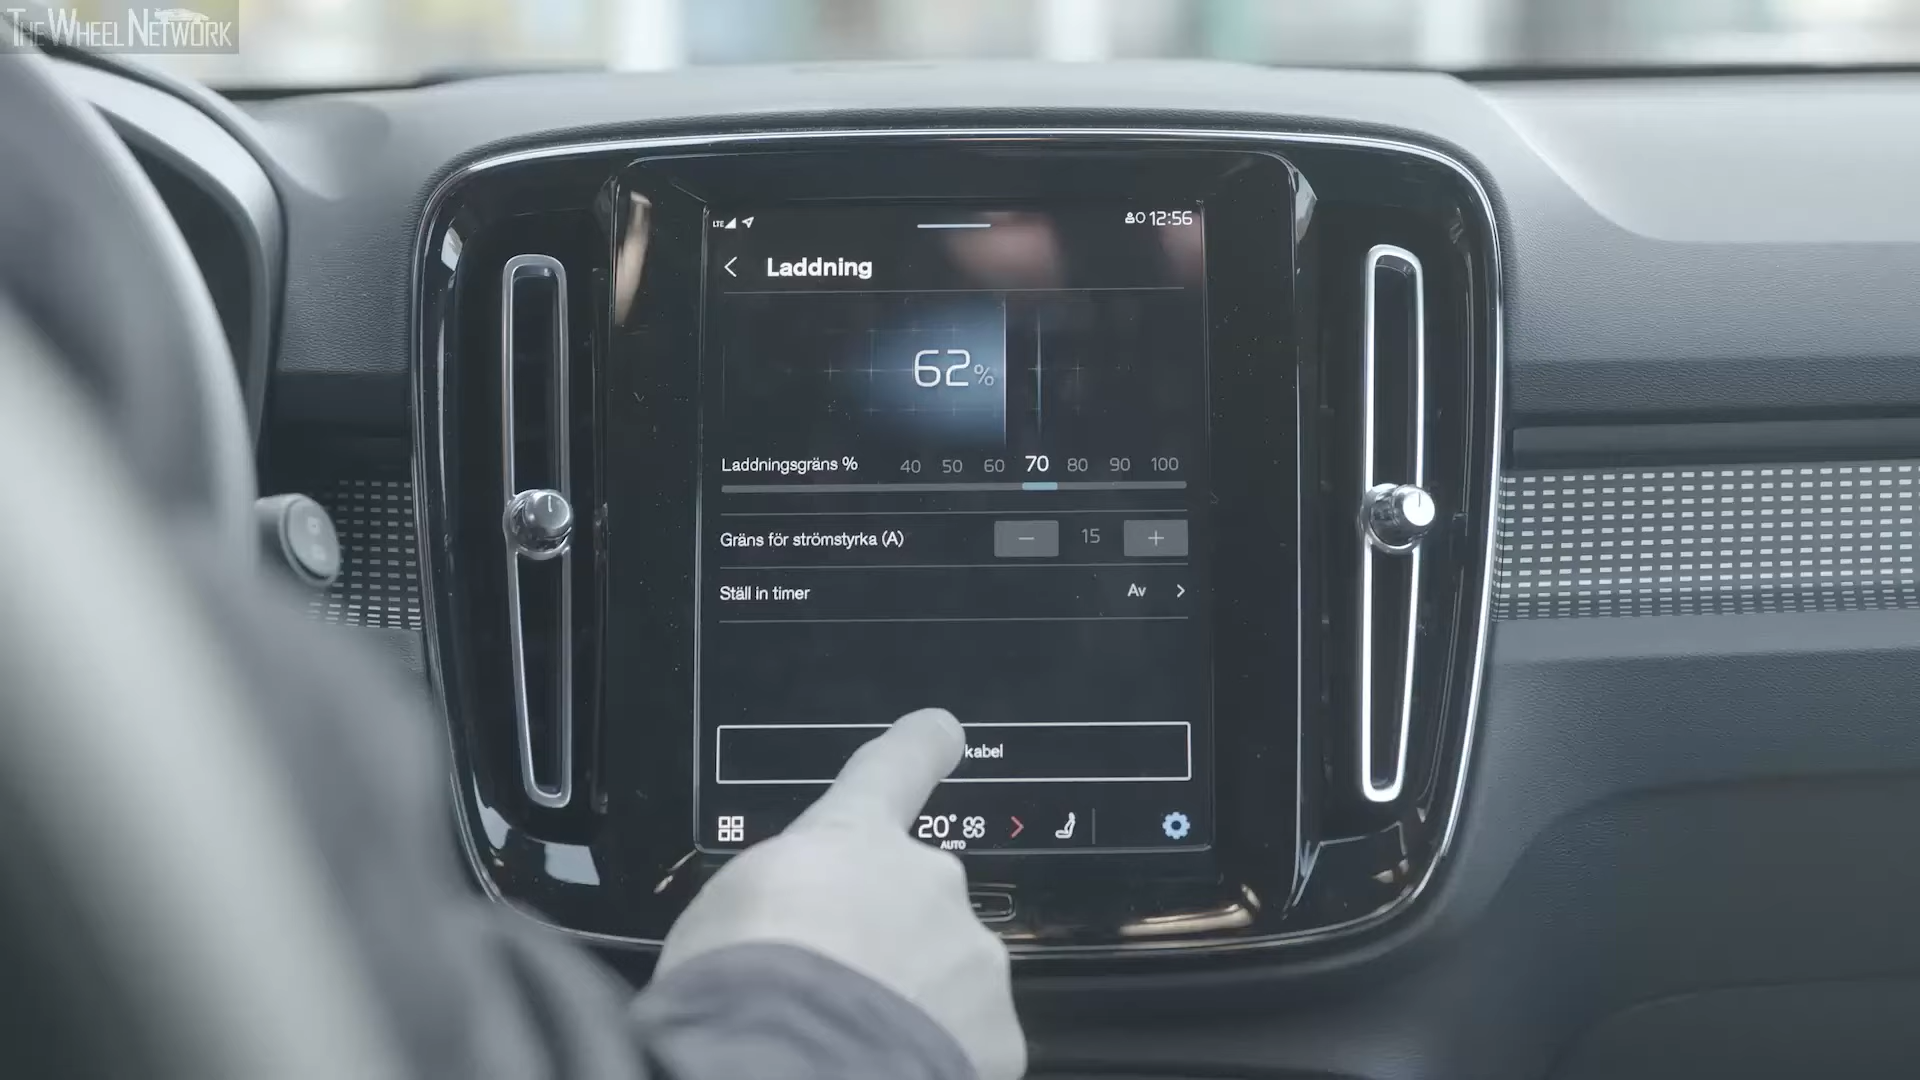 THE WHEEL NETWORK
LTE 12:56
Laddning
62%
Laddningsgräns % 40 50 60 70 80 90 100
Gräns för strömstyrka (A) − 15 +
Ställ in timer Av
kabel
20°
AUTO